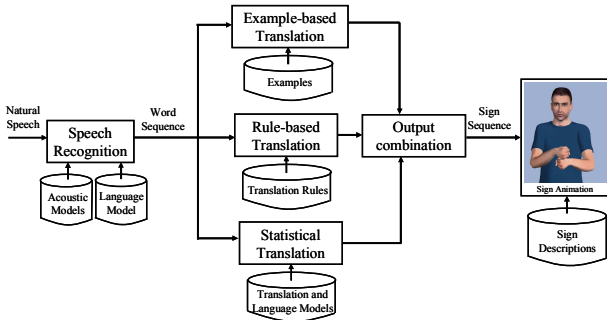 Example-based
Translation
Examples
Natural
Speech
Speech
Recognition
Acoustic
Models
Language
Model
Word
Sequence
Rule-based
Translation
Translation Rules
Statistical
Translation
Translation and
Language Models
Output
combination
Sign
Sequence
Sign Animation
Sign
Descriptions